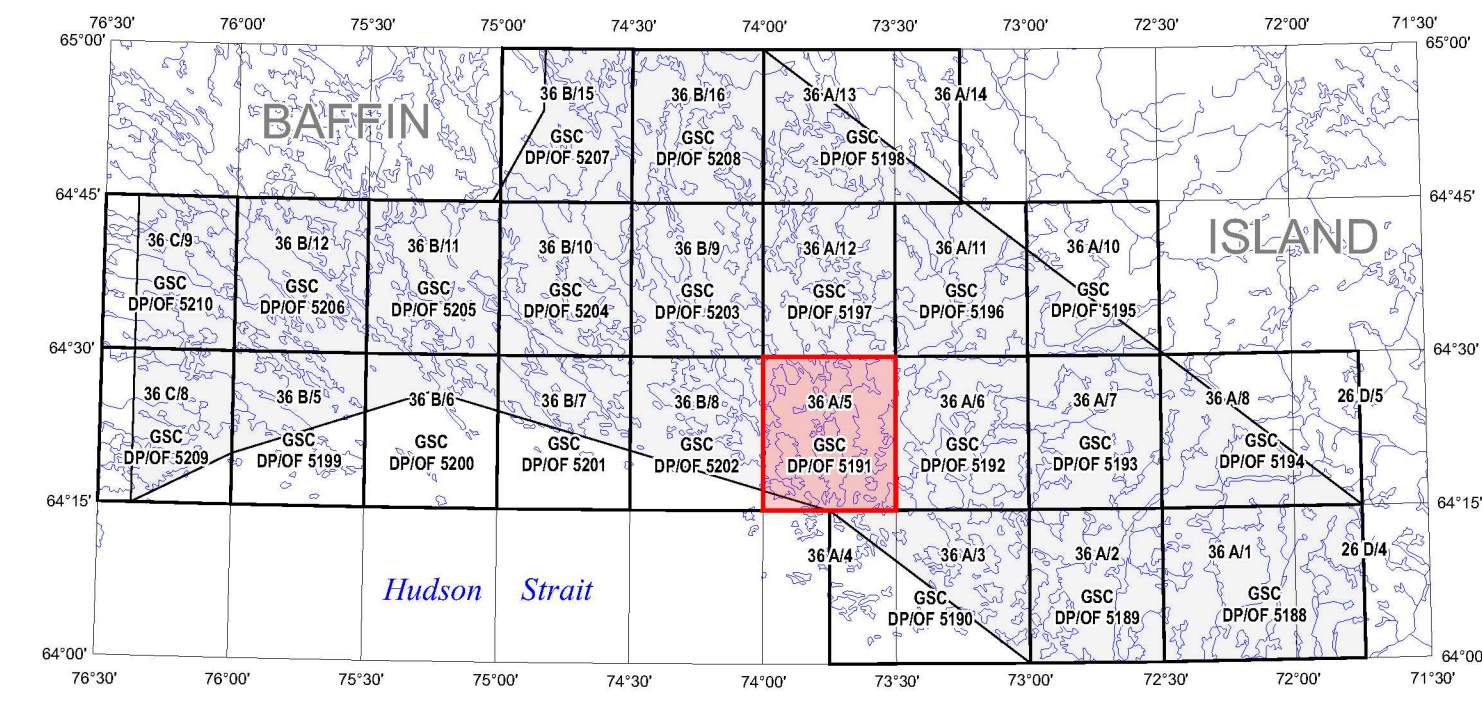 76°30' 76°00' 75°30' 75°00' 74°30' 74°00' 73°30' 73°00' 72°30' 72°00' 71°30'
65°00' 65°00'
BAFFIN
36 B/15
GSC
DP/OF 5207
36 B/16
GSC
DP/OF 5208
36 A/13
36 A/14
GSC
DP/OF 5198
64°45' 64°45'
ISLAND
36 C/9
GSC
DP/OF 5210
36 B/12
GSC
DP/OF 5206
36 B/11
GSC
DP/OF 5205
36 B/10
GSC
DP/OF 5204
36 B/9
GSC
DP/OF 5203
36 A/12
GSC
DP/OF 5197
36 A/11
GSC
DP/OF 5196
36 A/10
GSC
DP/OF 5195
64°30' 64°30'
36 C/8
GSC
DP/OF 5209
36 B/5
GSC
DP/OF 5199
36 B/6
GSC
DP/OF 5200
36 B/7
GSC
DP/OF 5201
36 B/8
GSC
DP/OF 5202
36 A/5
GSC
DP/OF 5191
36 A/6
GSC
DP/OF 5192
36 A/7
GSC
DP/OF 5193
36 A/8
26 D/5
GSC
DP/OF 5194
64°15' 64°15'
Hudson Strait
36 A/4
36 A/3
GSC
DP/OF 5190
36 A/2
GSC
DP/OF 5189
36 A/1
26 D/4
GSC
DP/OF 5188
64°00' 64°00'
76°30' 76°00' 75°30' 75°00' 74°30' 74°00' 73°30' 73°00' 72°30' 72°00' 71°30'